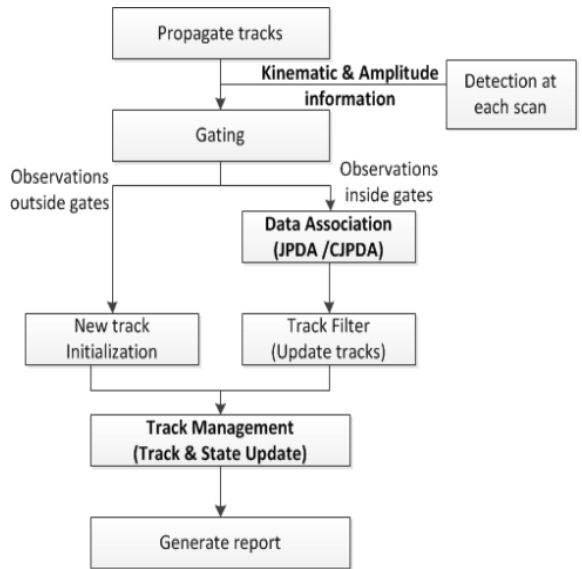 Propagate tracks
Kinematic & Amplitude
information
Detection at
each scan
Gating
Observations
outside gates
Observations
inside gates
Data Association
(JPDA /CJPDA)
New track
Initialization
Track Filter
(Update tracks)
Track Management
(Track & State Update)
Generate report